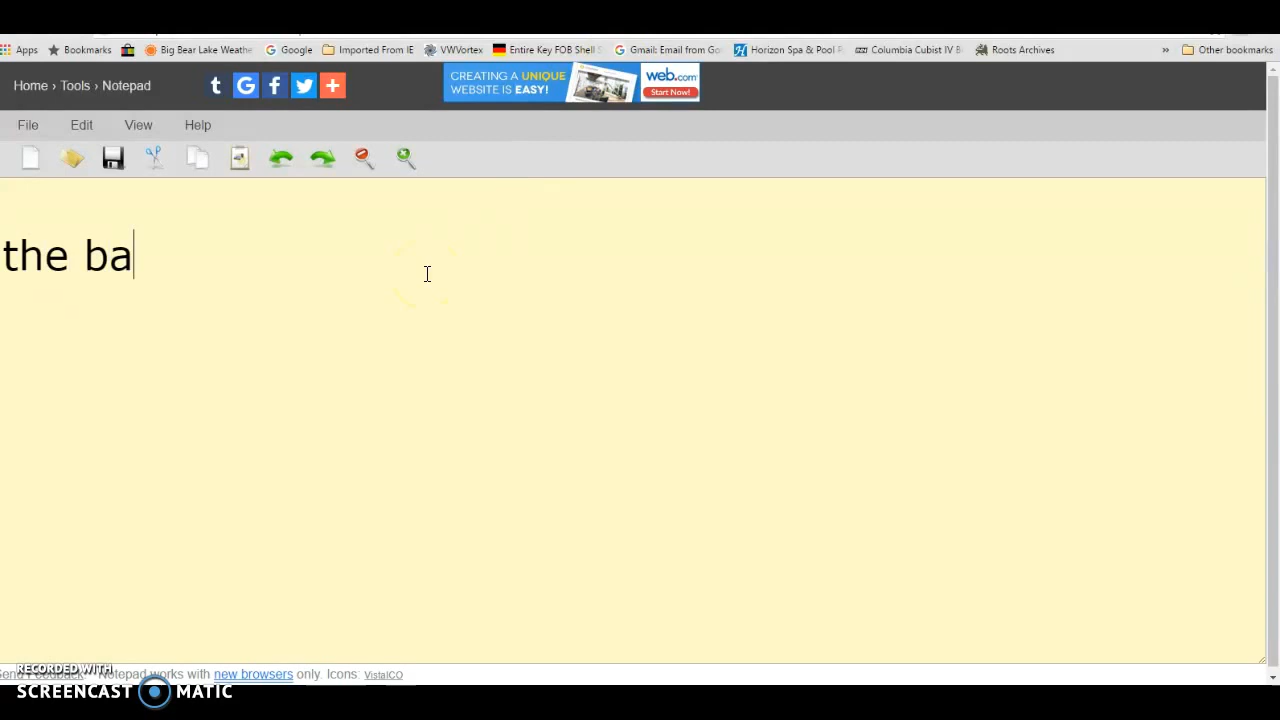 Apps Bookmarks Big Bear Lake Weathe Google Imported From IE VWVortex Entire Key FOB Shell S Gmail: Email from Go Horizon Spa & Pool P Columbia Cubist IV B Roots Archives » Other bookmarks
Home › Tools › Notepad
t G f +
CREATING A UNIQUE
WEBSITE IS EASY!
web.com
Start Now!
File Edit View Help
the ba
Send Feedback Notepad works with new browsers only. Icons: VistaICO
RECORDED WITH
SCREENCAST MATIC